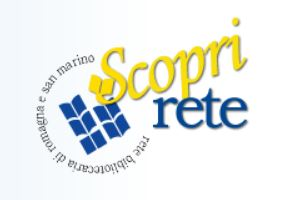 Scopri
rete
rete bibliotecaria di romagna e san marino